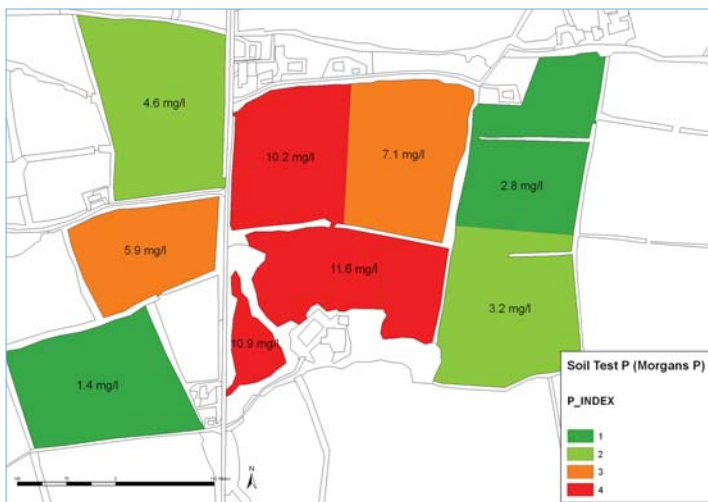 4.6 mg/l
10.2 mg/l
7.1 mg/l
2.8 mg/l
5.9 mg/l
11.6 mg/l
3.2 mg/l
10.9 mg/l
1.4 mg/l
Soil Test P (Morgans P)
P_INDEX
1
2
3
4
N